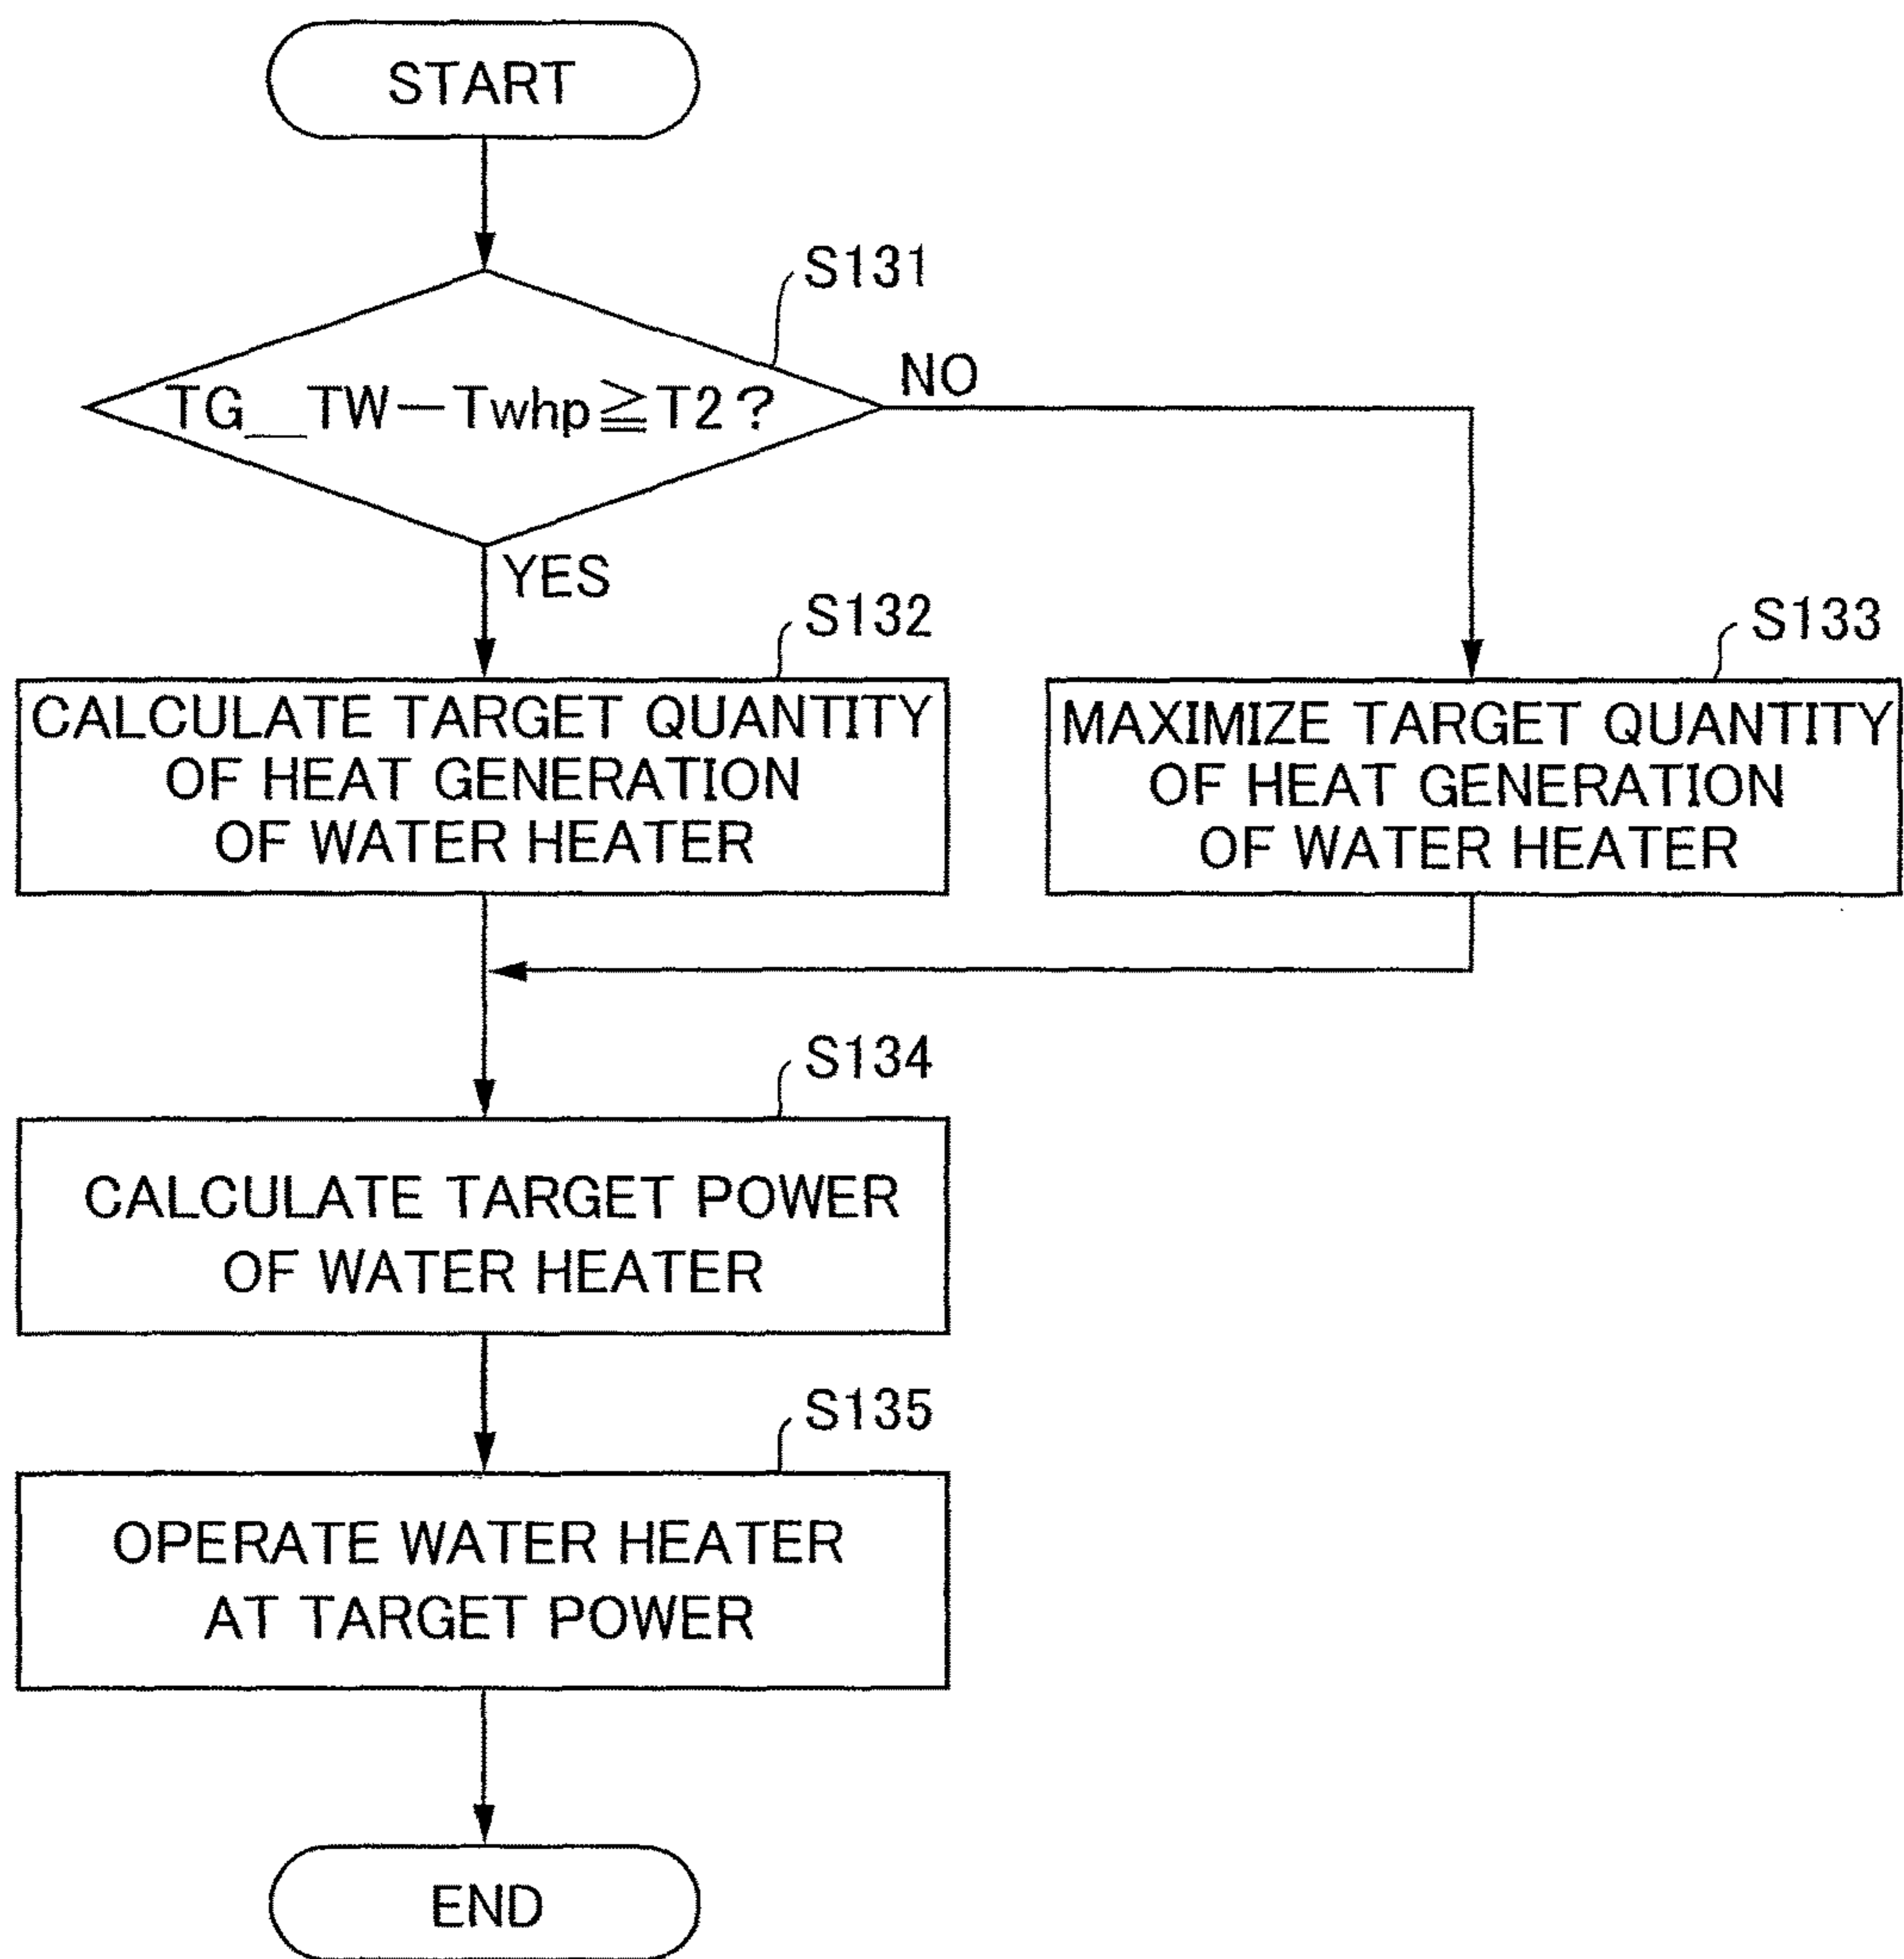 START
S131
TG__TW－Twhp≧T2?
NO
YES
S132
CALCULATE TARGET QUANTITY
OF HEAT GENERATION
OF WATER HEATER
S133
MAXIMIZE TARGET QUANTITY
OF HEAT GENERATION
OF WATER HEATER
S134
CALCULATE TARGET POWER
OF WATER HEATER
S135
OPERATE WATER HEATER
AT TARGET POWER
END